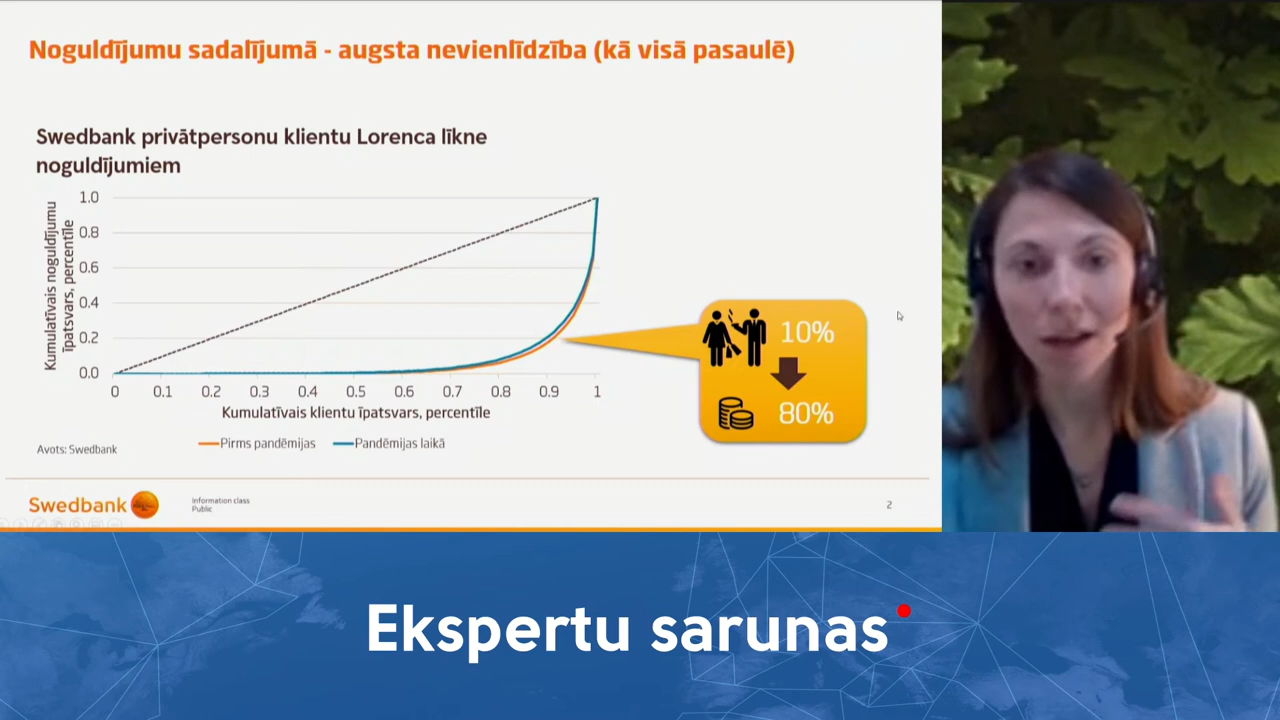 Noguldījumu sadalījumā - augsta nevienlīdzība (kā visā pasaulē)
Swedbank privātpersonu klientu Lorenca līkne
noguldījumiem
Kumulatīvais noguldījumu
īpatsvars, percentīle
1.0
0.8
0.6
0.4
0.2
0.0
0 0.1 0.2 0.3 0.4 0.5 0.6 0.7 0.8 0.9 1
Kumulatīvais klientu īpatsvars, percentīle
Pirms pandēmijas Pandēmijas laikā
10%
80%
Avots: Swedbank
Swedbank
Information class
Public
2
Ekspertu sarunas